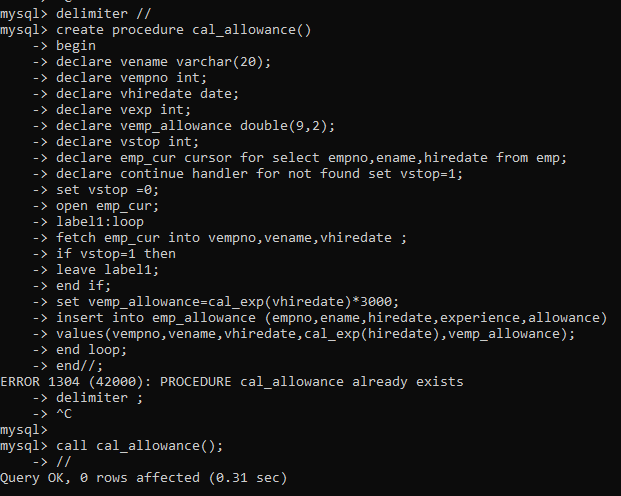 mysql> delimiter //
mysql> create procedure cal_allowance()
    -> begin
    -> declare vename varchar(20);
    -> declare vempno int;
    -> declare vhiredate date;
    -> declare vexp int;
    -> declare vemp_allowance double(9,2);
    -> declare vstop int;
    -> declare emp_cur cursor for select empno,ename,hiredate from emp;
    -> declare continue handler for not found set vstop=1;
    -> set vstop =0;
    -> open emp_cur;
    -> label1:loop
    -> fetch emp_cur into vempno,vename,vhiredate ;
    -> if vstop=1 then
    -> leave label1;
    -> end if;
    -> set vemp_allowance=cal_exp(vhiredate)*3000;
    -> insert into emp_allowance (empno,ename,hiredate,experience,allowance)
    -> values(vempno,vename,vhiredate,cal_exp(hiredate),vemp_allowance);
    -> end loop;
    -> end//;
ERROR 1304 (42000): PROCEDURE cal_allowance already exists
    -> delimiter ;
    -> ^C
mysql>
mysql> call cal_allowance();
    -> //
Query OK, 0 rows affected (0.31 sec)